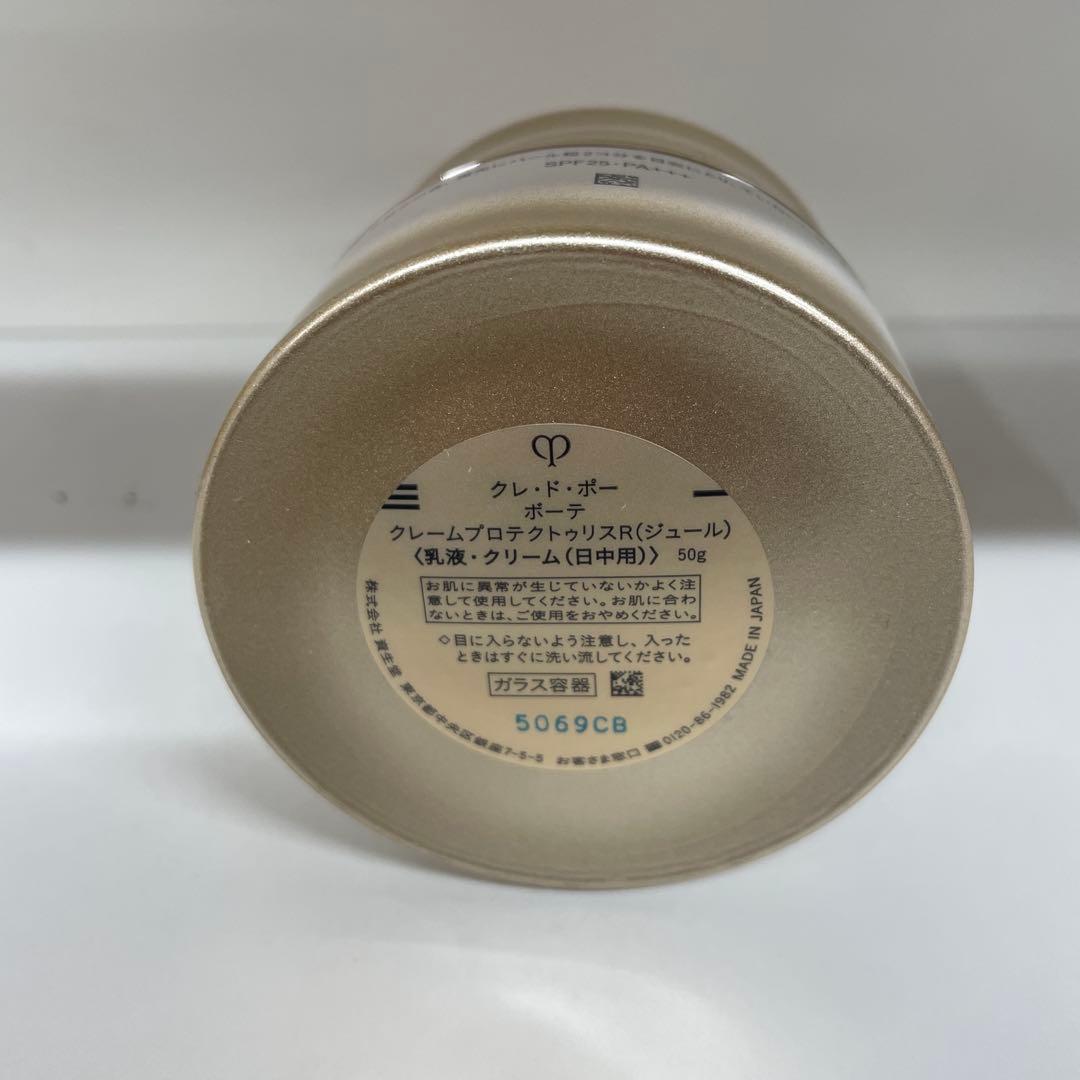 SPF25・PA+++
クレ・ド・ポー
ボーテ
クレームプロテクトゥリスR(ジュール)
〈乳液・クリーム(日中用)〉 50g
お肌に異常が生じていないかよく注
意して使用してください。お肌に合わ
ないときは、ご使用をおやめください。
◇目に入らないよう注意し、入った
ときはすぐに洗い流してください。
ガラス容器
5069CB
株式会社 資生堂 東京都中央区銀座7-5-5 お客さま窓口 0120-86-1982 MADE IN JAPAN